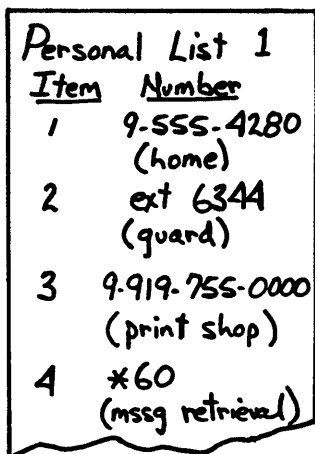 Personal List 1
Item Number
1 9-555-4280
(home)
2 ext 6344
(guard)
3 9-919-755-0000
(print shop)
4 *60
(mssg retrieval)